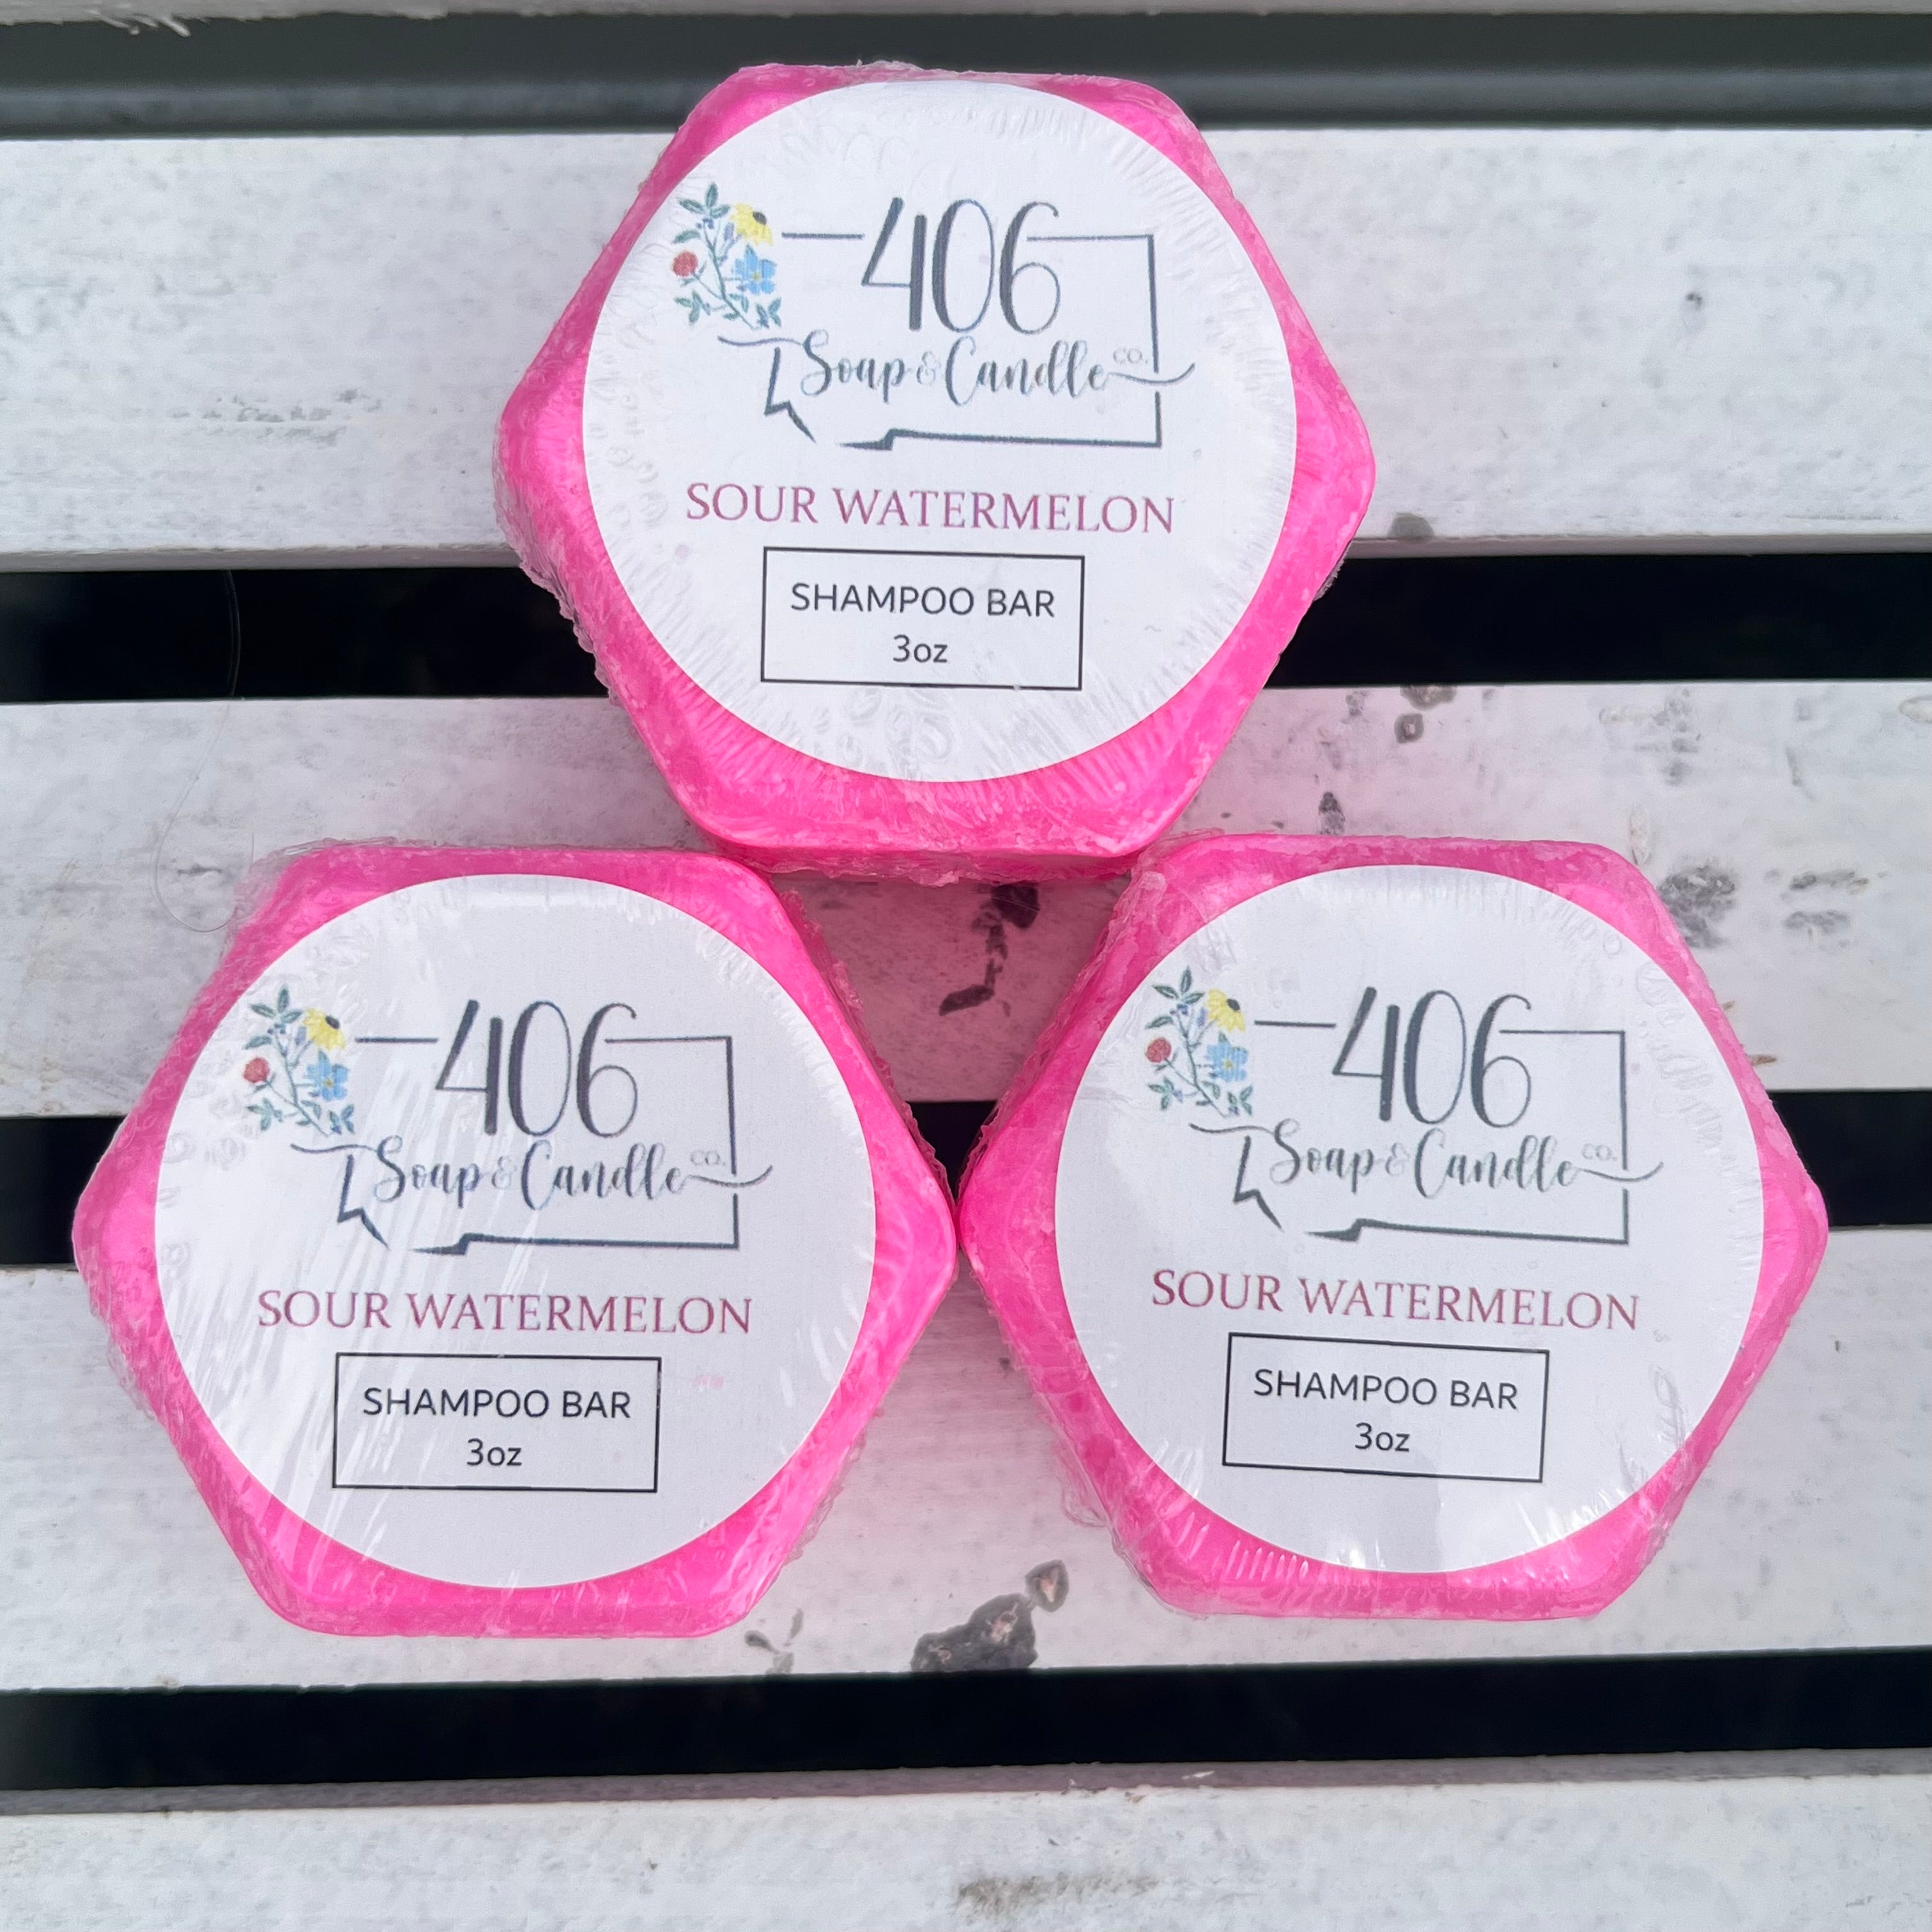 406
Soap & Candle CO.
SOUR WATERMELON
SHAMPOO BAR
3oz
406
Soap & Candle CO.
SOUR WATERMELON
SHAMPOO BAR
3oz
406
Soap & Candle CO.
SOUR WATERMELON
SHAMPOO BAR
3oz